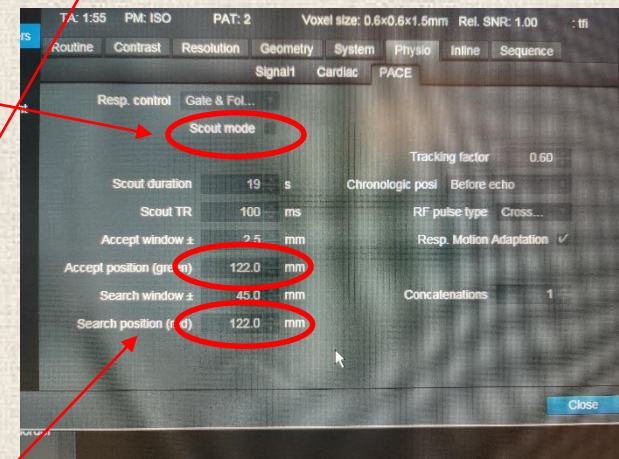 TA: 1:55 PM: ISO PAT: 2 Voxel size: 0.6×0.6×1.5mm Rel. SNR: 1.00 : tfi
Routine Contrast Resolution Geometry System Physio Inline Sequence
Signal1 Cardiac PACE
Resp. control Gate & Fol...
Scout mode
Tracking factor 0.60
Scout duration 19 s Chronologic posi Before echo
Scout TR 100 ms RF pulse type Cross...
Accept window ± 2.5 mm Resp. Motion Adaptation ✓
Accept position (green) 122.0 mm
Search window ± 45.0 mm Concatenations 1
Search position (red) 122.0 mm
Close